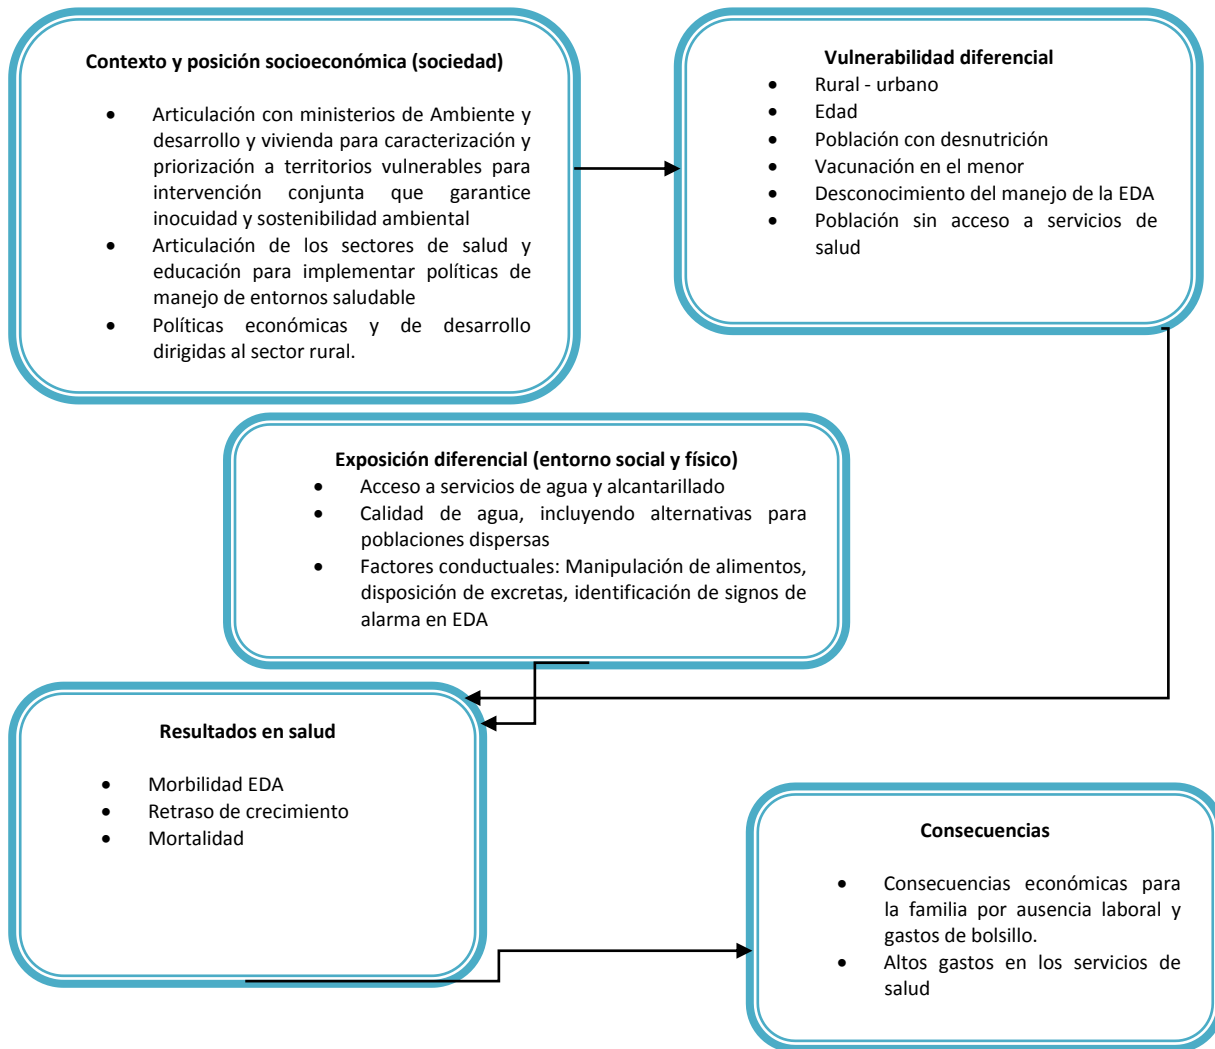 Contexto y posición socioeconómica (sociedad)
• Articulación con ministerios de Ambiente y
desarrollo y vivienda para caracterización y
priorización a territorios vulnerables para
intervención conjunta que garantice
inocuidad y sostenibilidad ambiental
• Articulación de los sectores de salud y
educación para implementar políticas de
manejo de entornos saludable
• Políticas económicas y de desarrollo
dirigidas al sector rural.
Vulnerabilidad diferencial
• Rural - urbano
• Edad
• Población con desnutrición
• Vacunación en el menor
• Desconocimiento del manejo de la EDA
• Población sin acceso a servicios de
salud
Exposición diferencial (entorno social y físico)
• Acceso a servicios de agua y alcantarillado
• Calidad de agua, incluyendo alternativas para
poblaciones dispersas
• Factores conductuales: Manipulación de alimentos,
disposición de excretas, identificación de signos de
alarma en EDA
Resultados en salud
• Morbilidad EDA
• Retraso de crecimiento
• Mortalidad
Consecuencias
• Consecuencias económicas para
la familia por ausencia laboral y
gastos de bolsillo.
• Altos gastos en los servicios de
salud